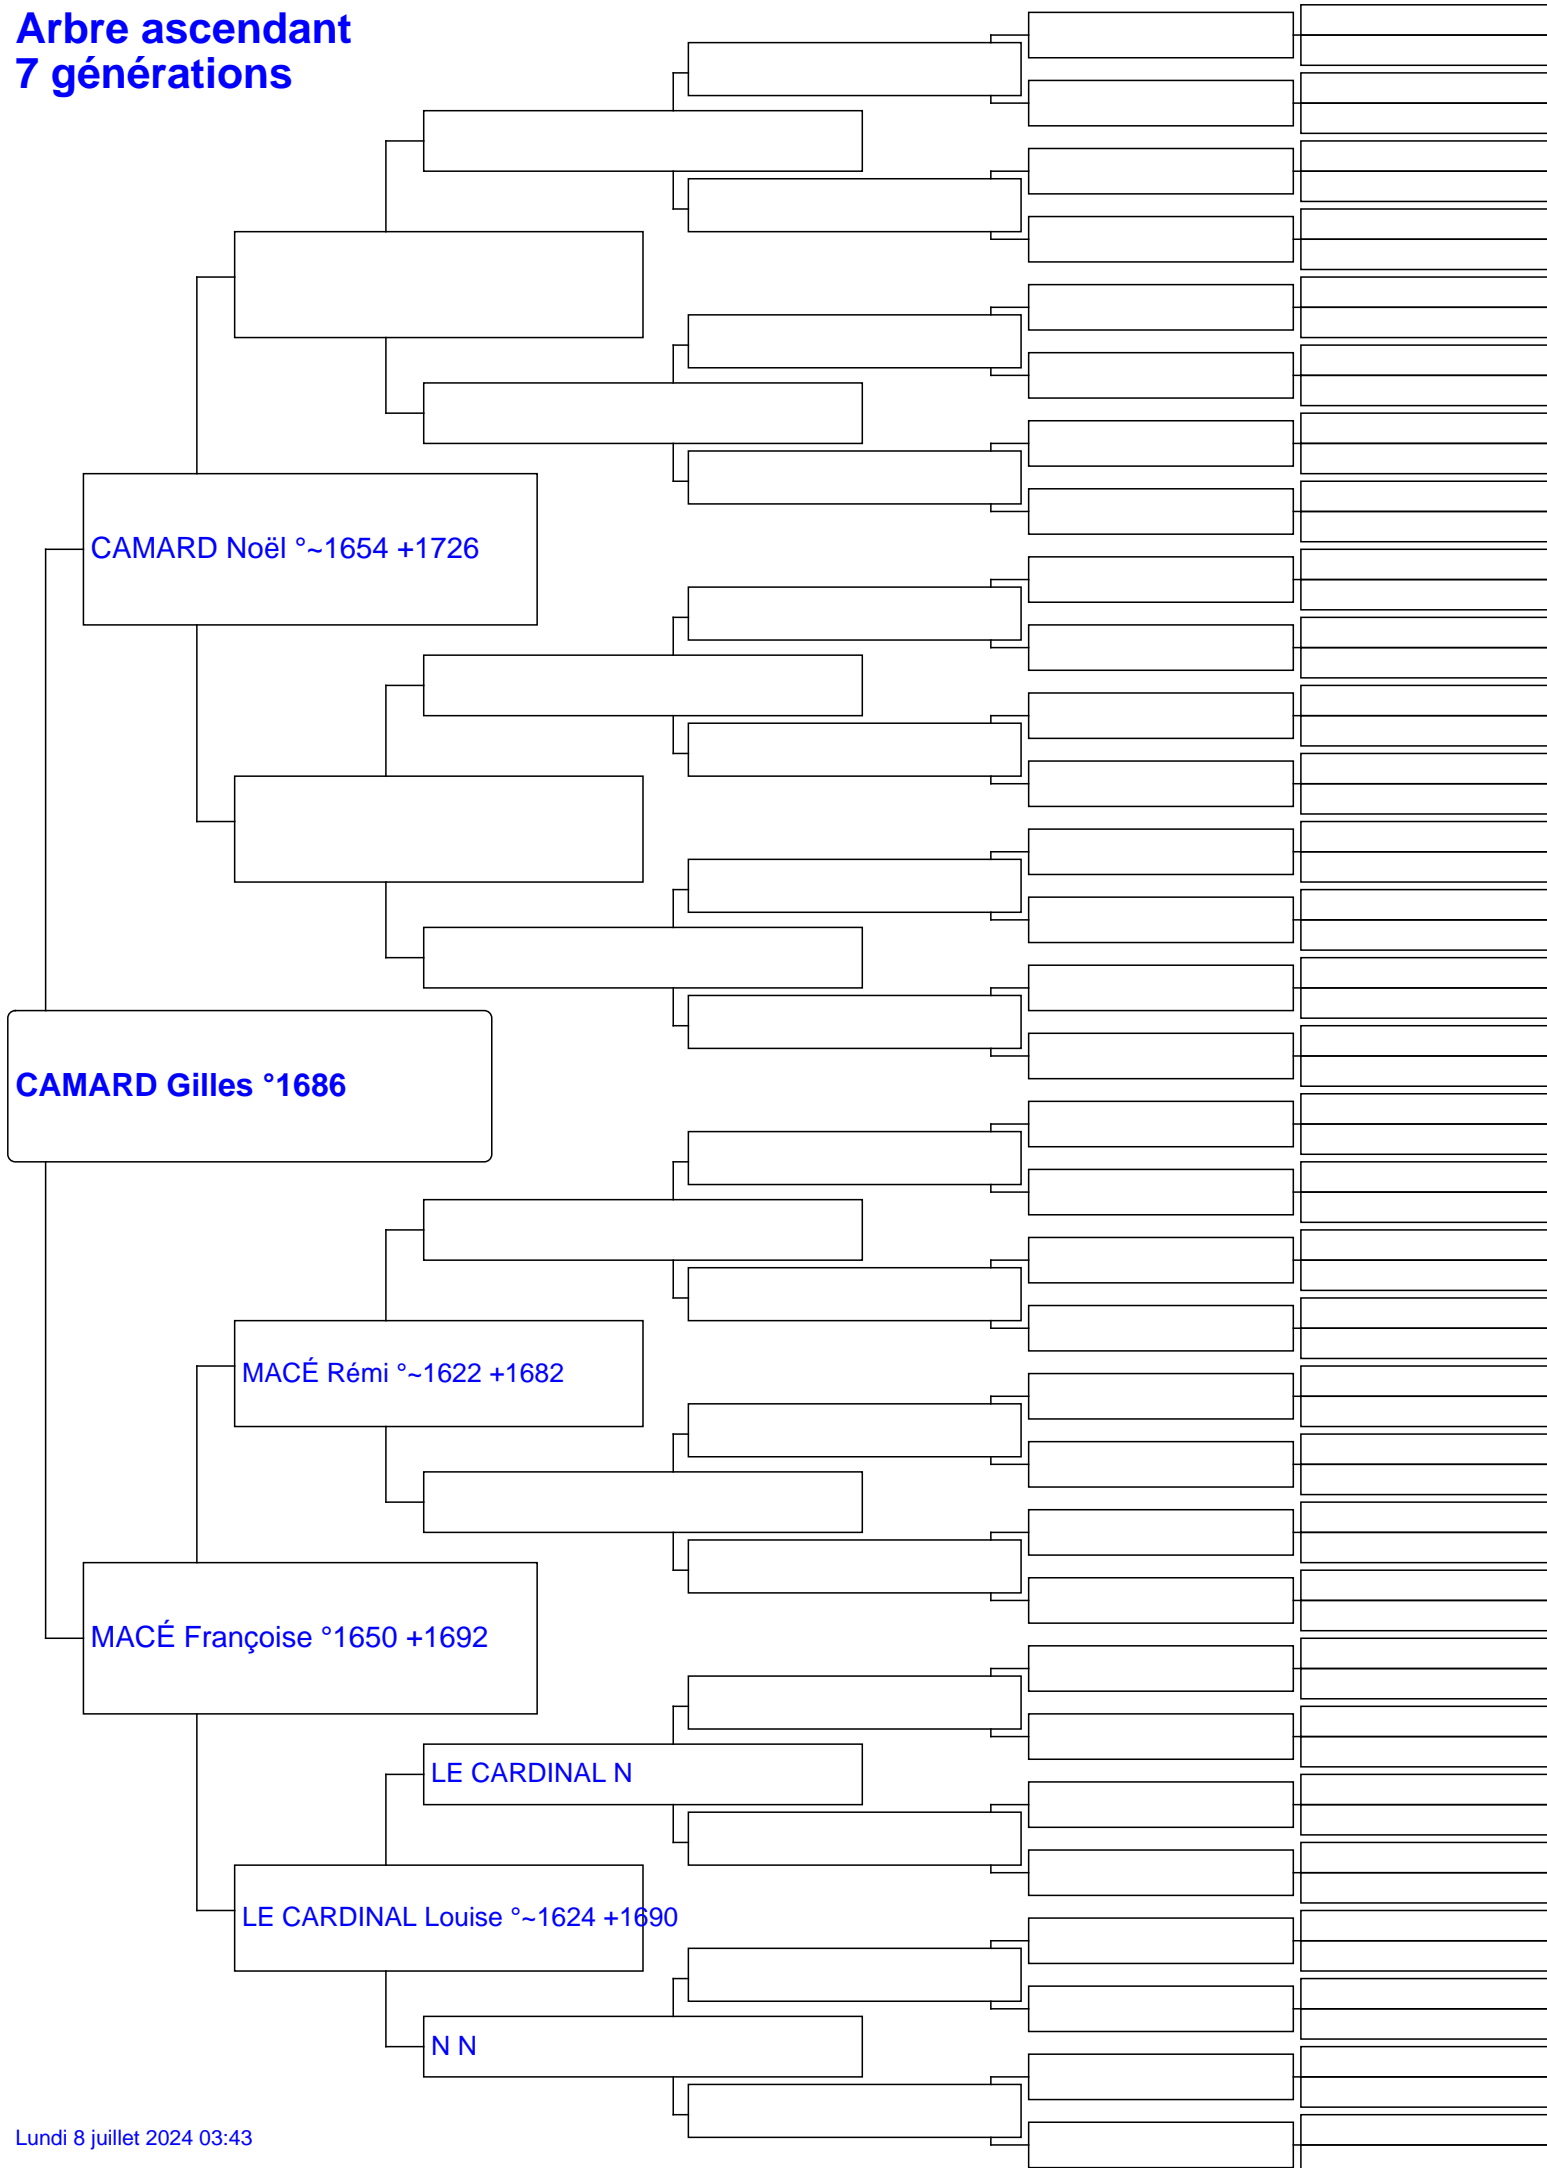 Arbre ascendant
7 générations
CAMARD Noël °~1654 +1726
CAMARD Gilles °1686
MACÉ Rémi °~1622 +1682
MACÉ Françoise °1650 +1692
LE CARDINAL N
LE CARDINAL Louise °~1624 +1690
N N
Lundi 8 juillet 2024 03:43